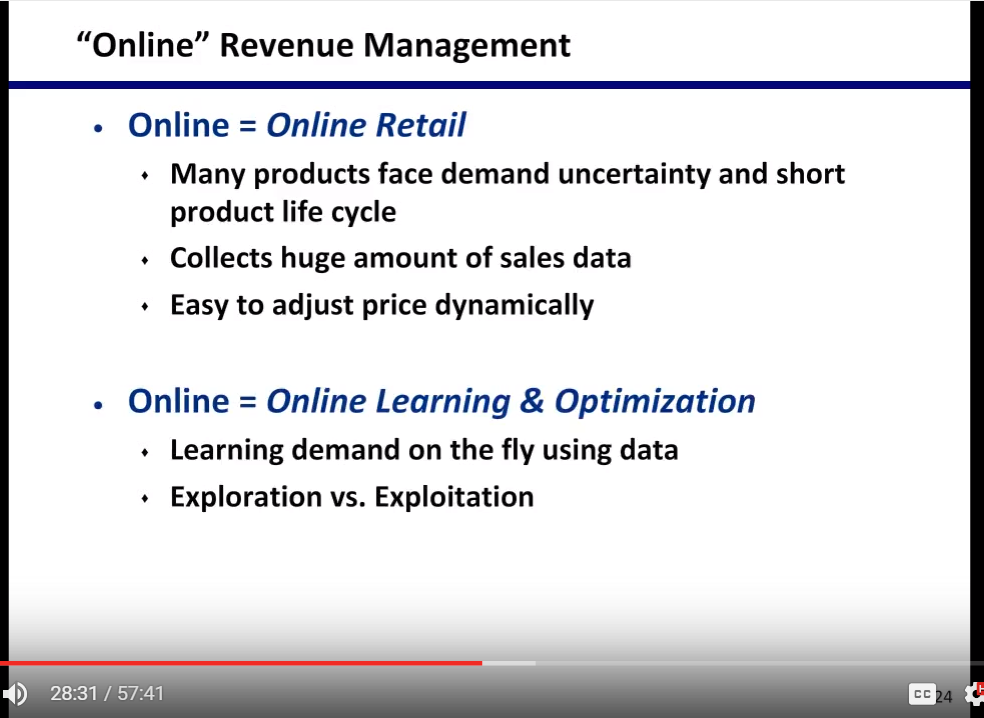 “Online” Revenue Management
• Online = Online Retail
⬩ Many products face demand uncertainty and short
product life cycle
⬩ Collects huge amount of sales data
⬩ Easy to adjust price dynamically
• Online = Online Learning & Optimization
⬩ Learning demand on the fly using data
⬩ Exploration vs. Exploitation
28:31 / 57:41
CC 24